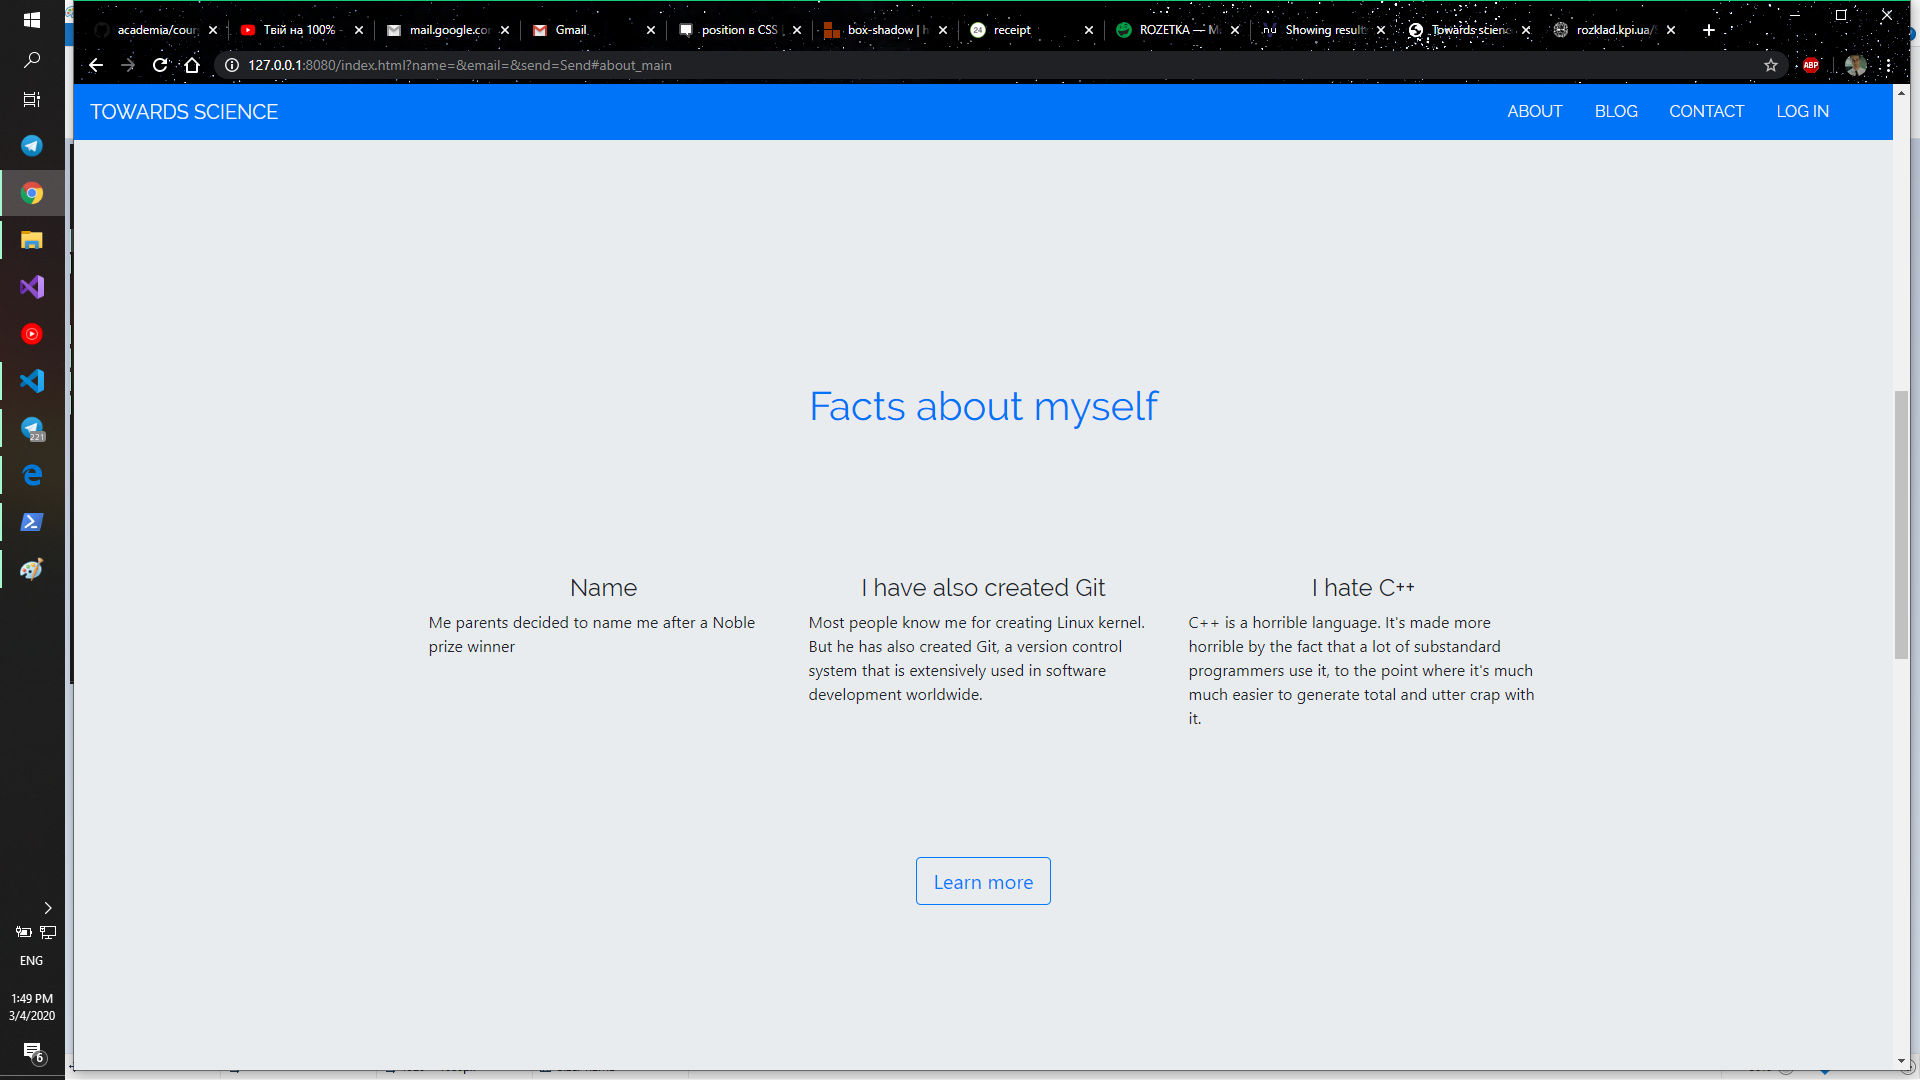 academia/cour
Твій на 100% -
mail.google.co
Gmail
position в CSS
box-shadow | h
24
receipt
ROZETKA — M
nu
Showing result
Towards scienc
rozklad.kpi.ua/
127.0.0.1:8080/index.html?name=&email=&send=Send#about_main
ABP
TOWARDS SCIENCE
ABOUT
BLOG
CONTACT
LOG IN
Facts about myself
Name
Me parents decided to name me after a Noble
prize winner
I have also created Git
Most people know me for creating Linux kernel.
But he has also created Git, a version control
system that is extensively used in software
development worldwide.
I hate C++
C++ is a horrible language. It's made more
horrible by the fact that a lot of substandard
programmers use it, to the point where it's much
much easier to generate total and utter crap with
it.
Learn more
221
ENG
1:49 PM
3/4/2020
6